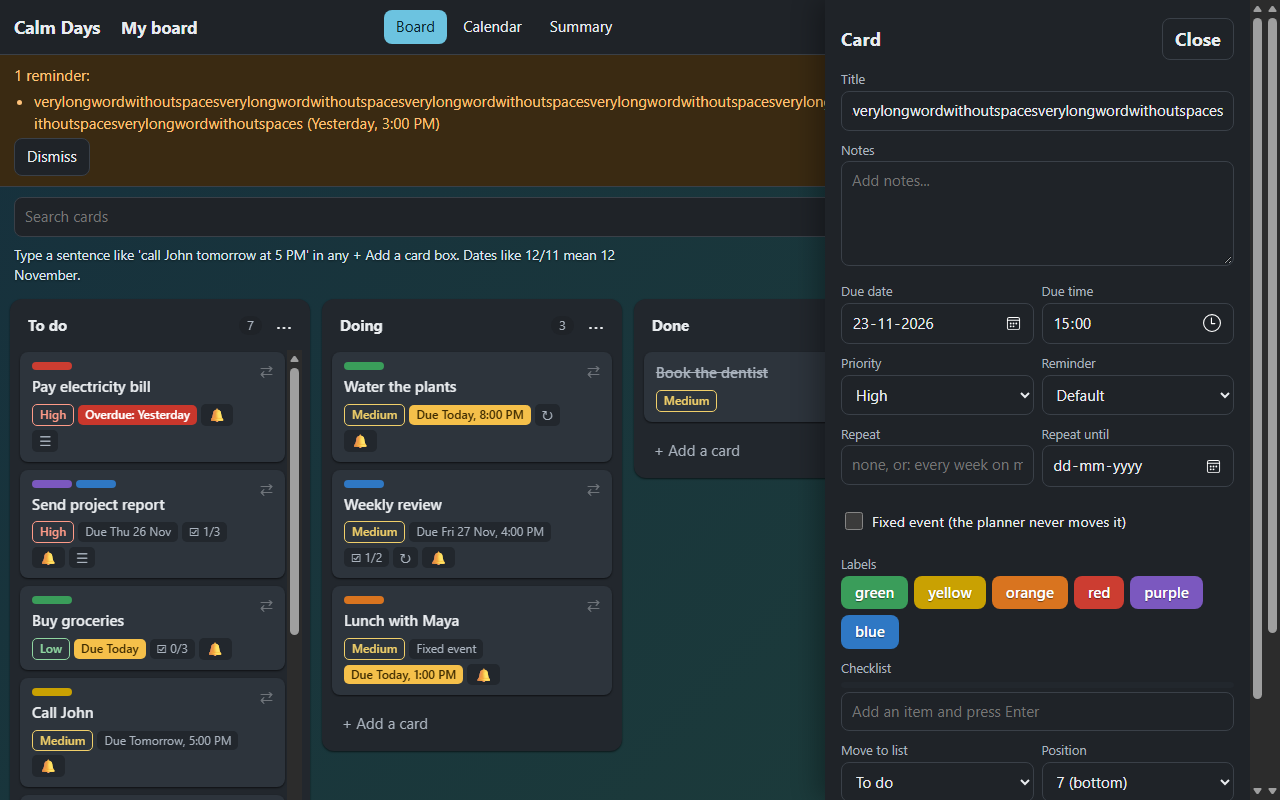 Calm Days My board Board Calendar Summary
1 reminder:
• verylongwordwithoutspacesverylongwordwithoutspacesverylongwordwithoutspacesverylongwordwithoutspacesverylong
ithoutspacesverylongwordwithoutspaces (Yesterday, 3:00 PM)
Dismiss
Search cards
Type a sentence like 'call John tomorrow at 5 PM' in any + Add a card box. Dates like 12/11 mean 12
November.
To do 7 ...
Pay electricity bill
High Overdue: Yesterday
Send project report
High Due Thu 26 Nov 1/3
Buy groceries
Low Due Today 0/3
Call John
Medium Due Tomorrow, 5:00 PM
Doing 3 ...
Water the plants
Medium Due Today, 8:00 PM
Weekly review
Medium Due Fri 27 Nov, 4:00 PM
1/2
Lunch with Maya
Medium Fixed event
Due Today, 1:00 PM
+ Add a card
Done
Book the dentist
Medium
+ Add a card
Card Close
Title
verylongwordwithoutspacesverylongwordwithoutspaces
Notes
Add notes...
Due date Due time
23-11-2026 15:00
Priority Reminder
High Default
Repeat Repeat until
none, or: every week on m dd-mm-yyyy
Fixed event (the planner never moves it)
Labels
green yellow orange red purple
blue
Checklist
Add an item and press Enter
Move to list Position
To do 7 (bottom)